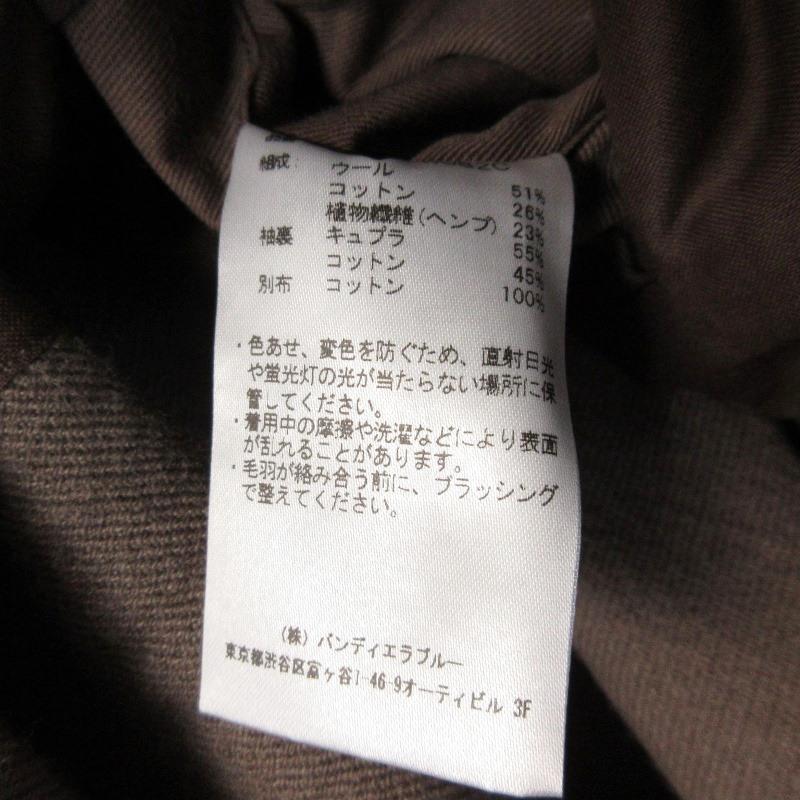 組成: ウール 51%
コットン 26%
植物繊維(ヘンプ) 23%
袖裏 キュプラ 55%
コットン 45%
別布 コットン 100%
・色あせ、変色を防ぐため、直射日光
や蛍光灯の光が当たらない場所に保
管してください。
・着用中の摩擦や洗濯などにより表面
が乱れることがあります。
・毛羽が絡み合う前に、ブラッシング
で整えてください。
(株)バンディエラブルー
東京都渋谷区富ヶ谷1-46-9オーティビル 3F